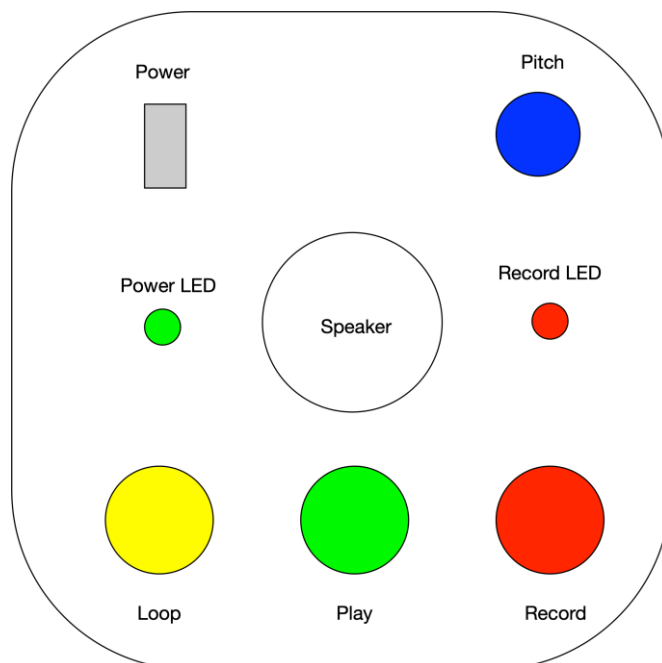 Power
Pitch
Power LED
Record LED
Speaker
Loop
Play
Record